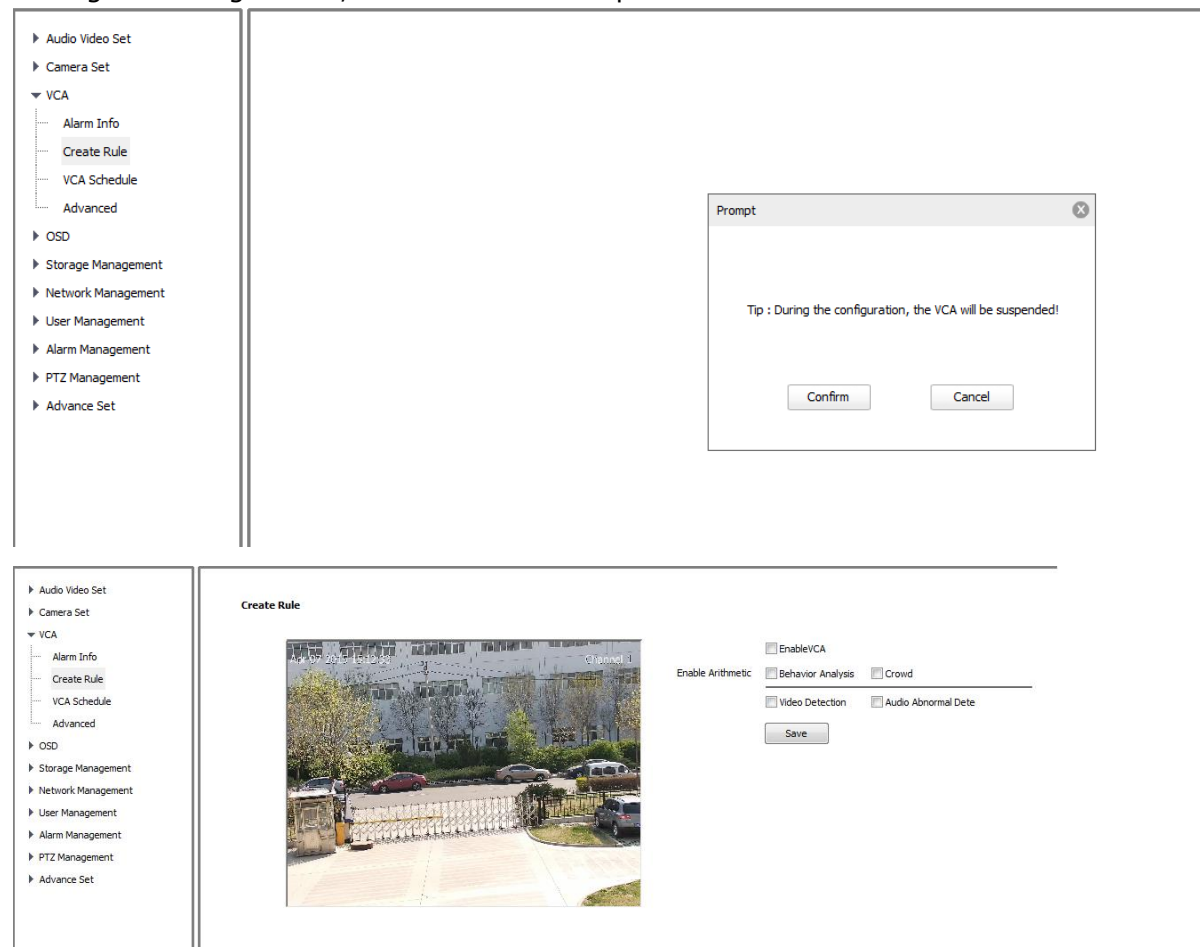 Audio Video Set
Camera Set
VCA
Alarm Info
Create Rule
VCA Schedule
Advanced
OSD
Storage Management
Network Management
User Management
Alarm Management
PTZ Management
Advance Set
Prompt
Tip : During the configuration, the VCA will be suspended!
Confirm Cancel
Audio Video Set
Camera Set
VCA
Alarm Info
Create Rule
VCA Schedule
Advanced
OSD
Storage Management
Network Management
User Management
Alarm Management
PTZ Management
Advance Set
Create Rule
Channel 1
EnableVCA
Enable Arithmetic Behavior Analysis Crowd
Video Detection Audio Abnormal Dete
Save